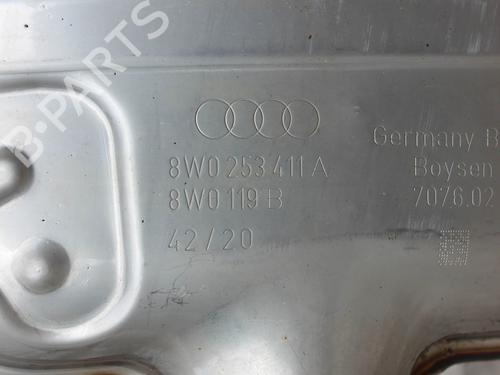 B-PARTS
8W0 253 411 A
8W0 119 B
42/20
Germany B
Boysen
7076.02